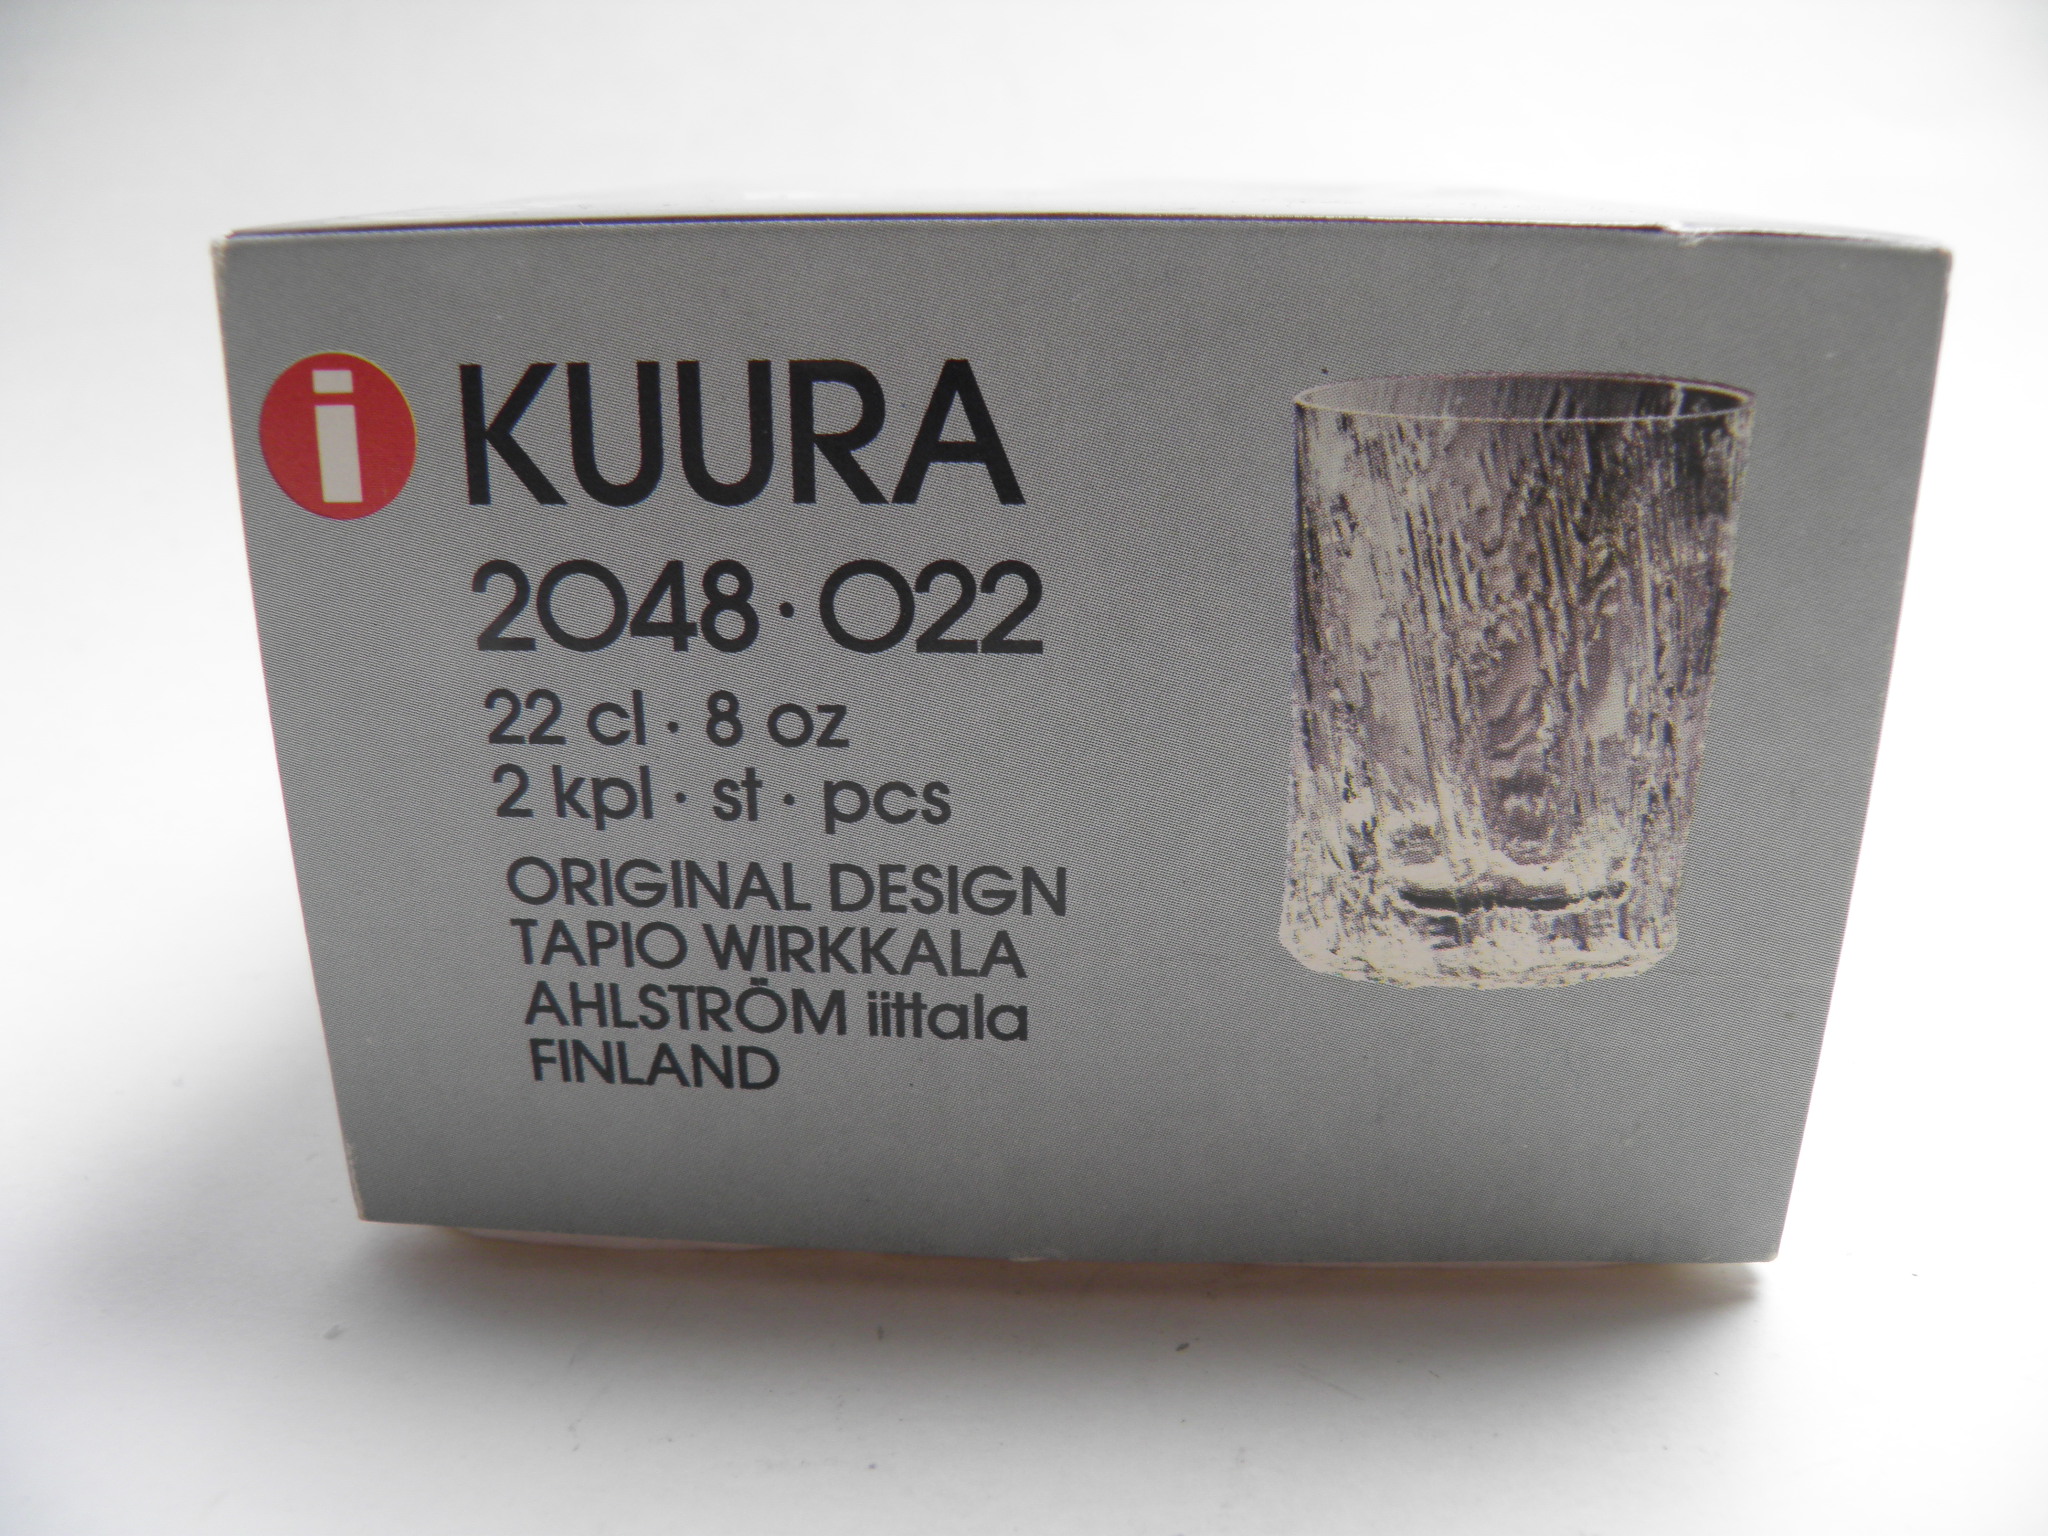 i KUURA
2048·022
22 cl · 8 oz
2 kpl · st · pcs
ORIGINAL DESIGN
TAPIO WIRKKALA
AHLSTRÖM iittala
FINLAND